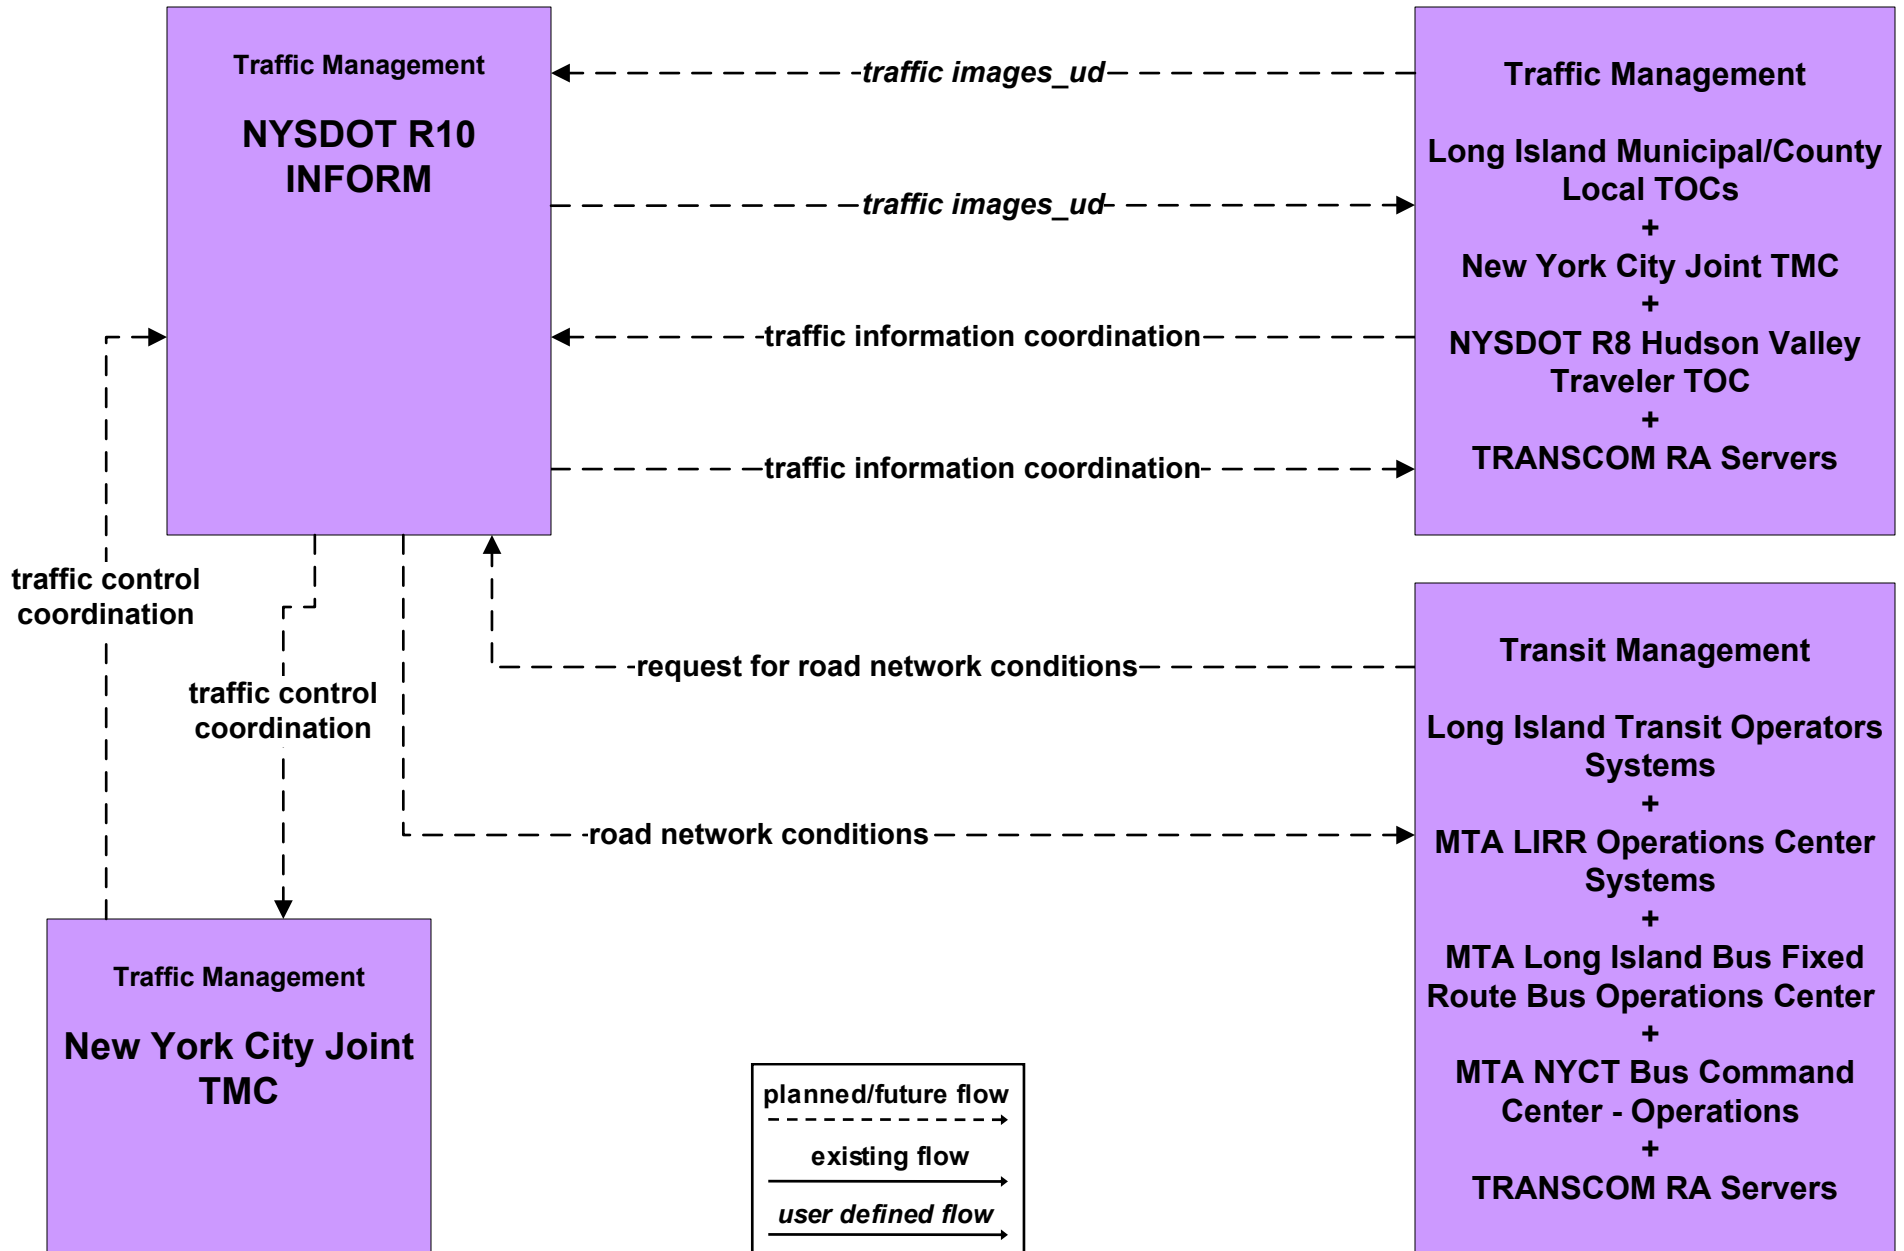 Traffic Management
NYSDOT R10
INFORM
traffic images_ud
traffic images_ud
traffic information coordination
traffic information coordination
Traffic Management
Long Island Municipal/County
Local TOCs
+
New York City Joint TMC
+
NYSDOT R8 Hudson Valley
Traveler TOC
+
TRANSCOM RA Servers
traffic control
coordination
traffic control
coordination
request for road network conditions
road network conditions
Transit Management
Long Island Transit Operators
Systems
+
MTA LIRR Operations Center
Systems
+
MTA Long Island Bus Fixed
Route Bus Operations Center
+
MTA NYCT Bus Command
Center - Operations
+
TRANSCOM RA Servers
Traffic Management
New York City Joint
TMC
planned/future flow
existing flow
user defined flow